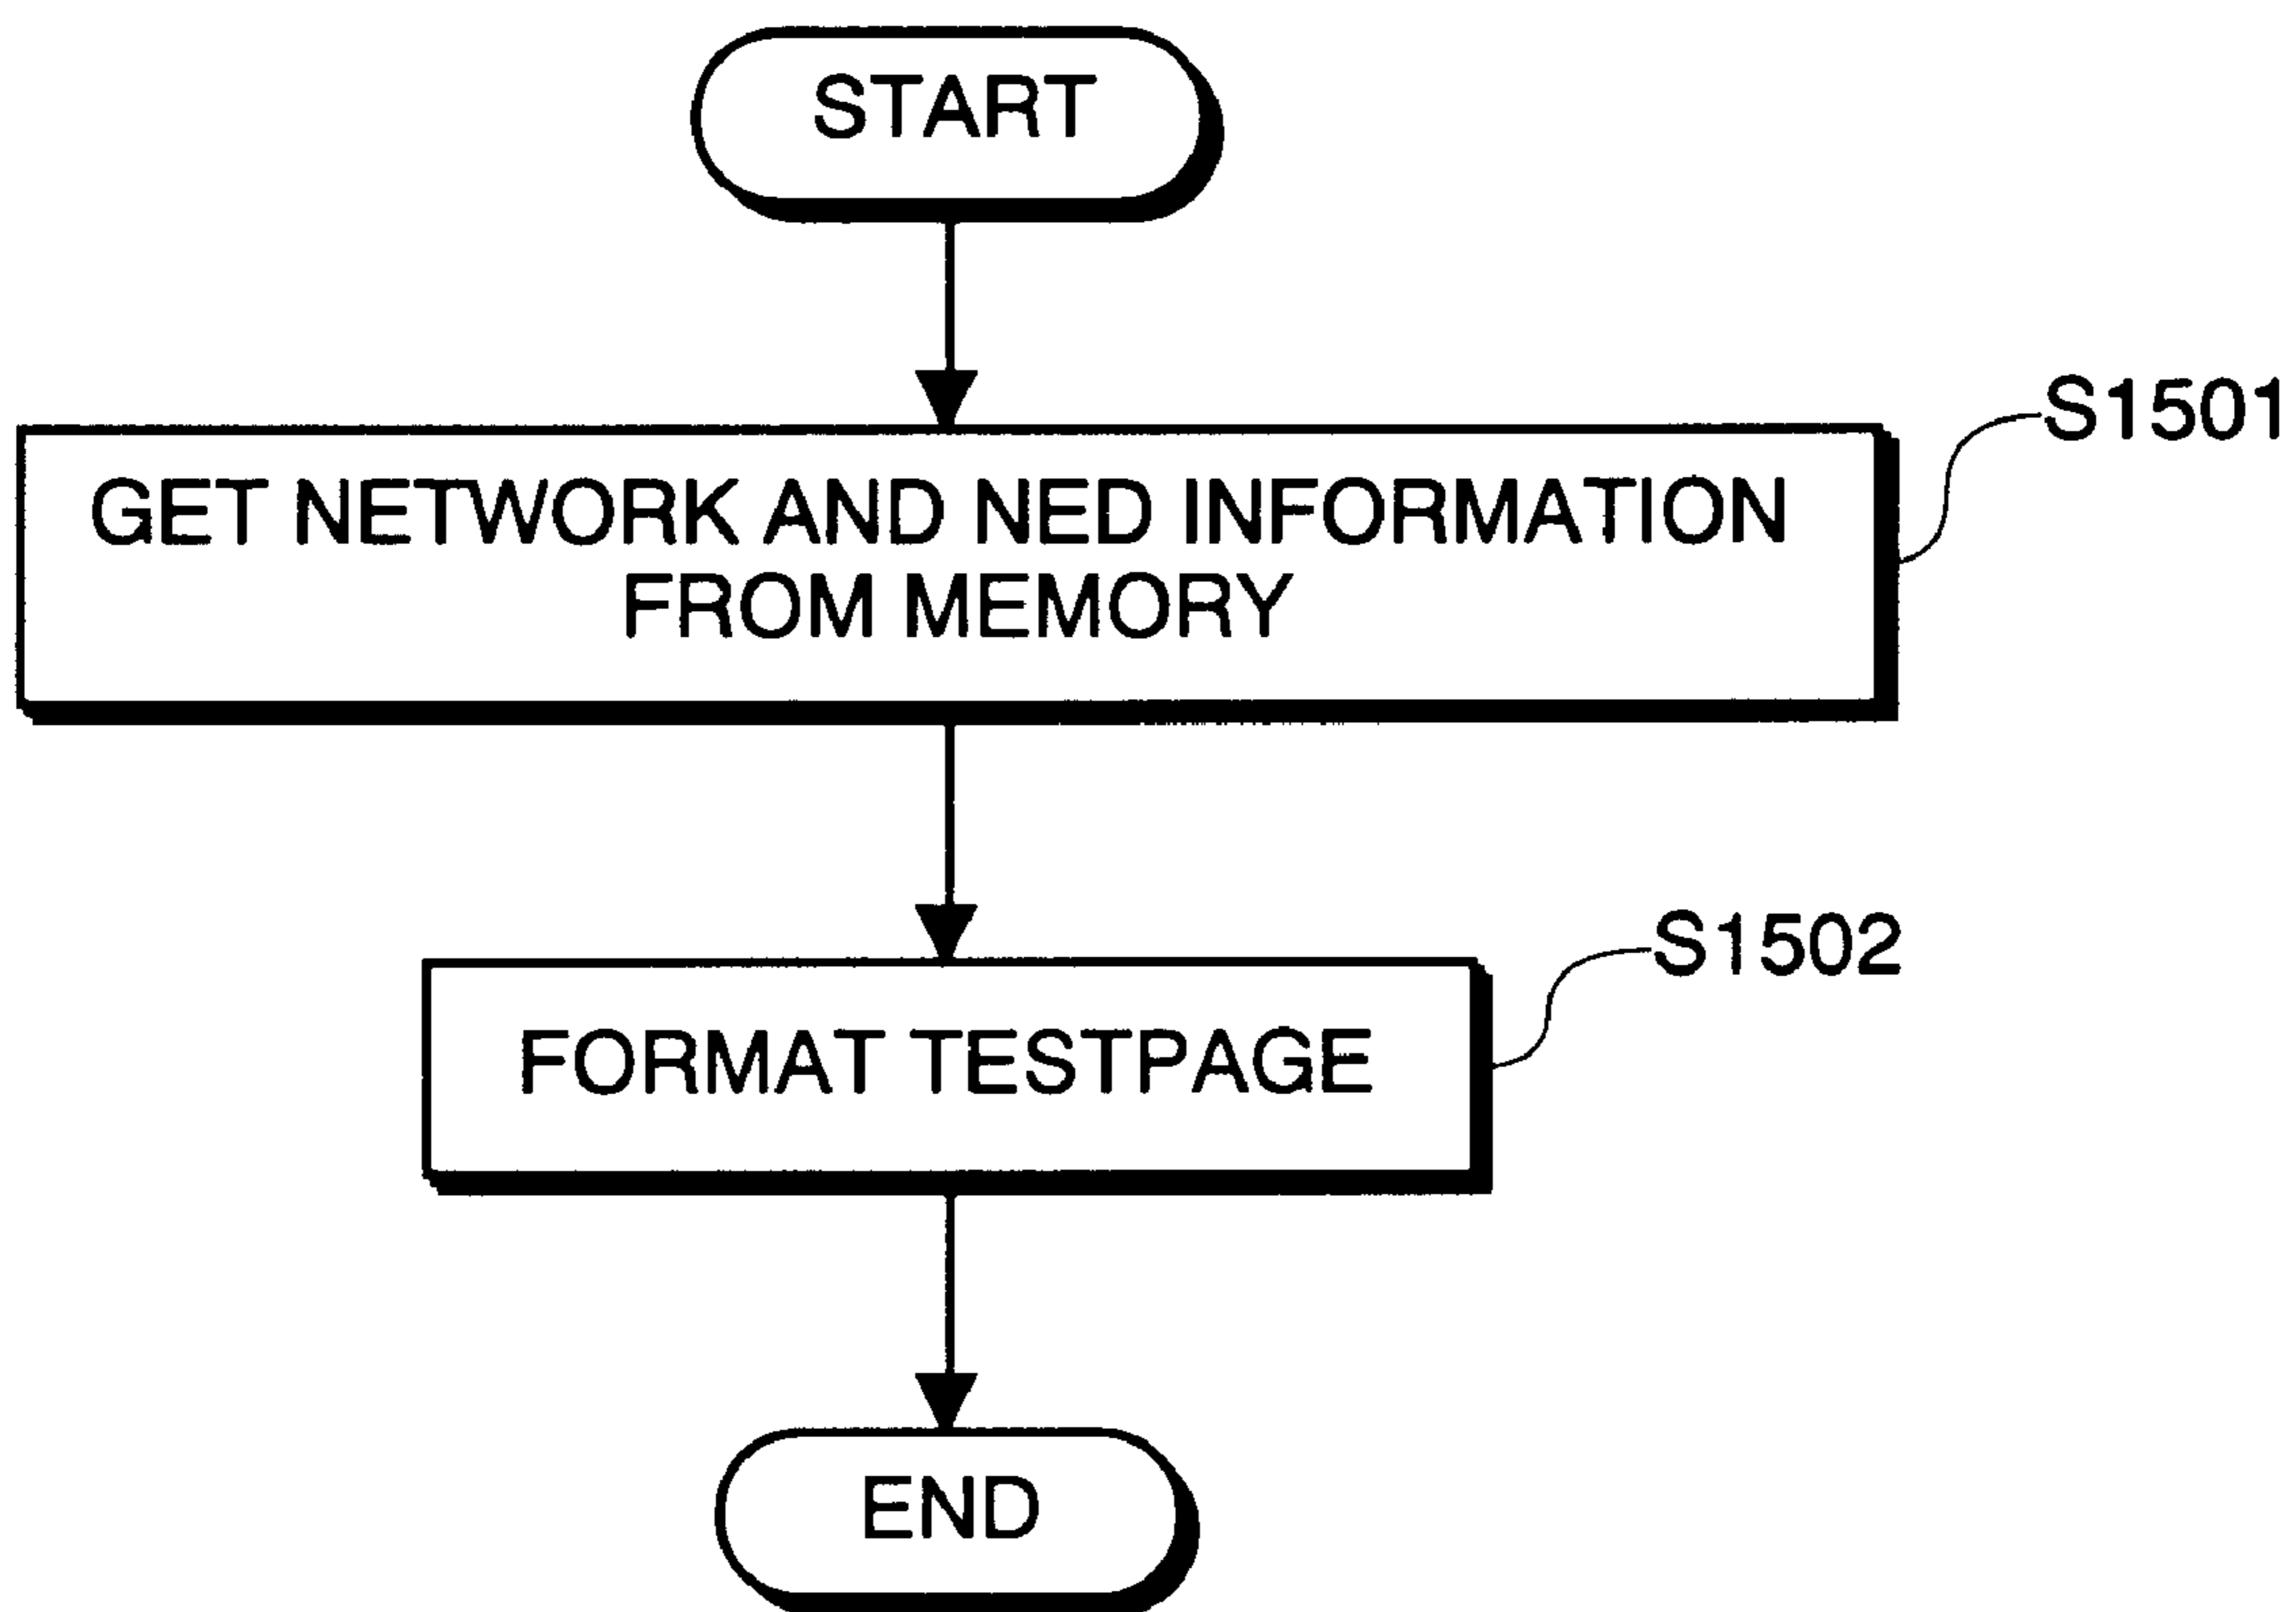 START
S1501
GET NETWORK AND NED INFORMATION
FROM MEMORY
S1502
FORMAT TESTPAGE
END